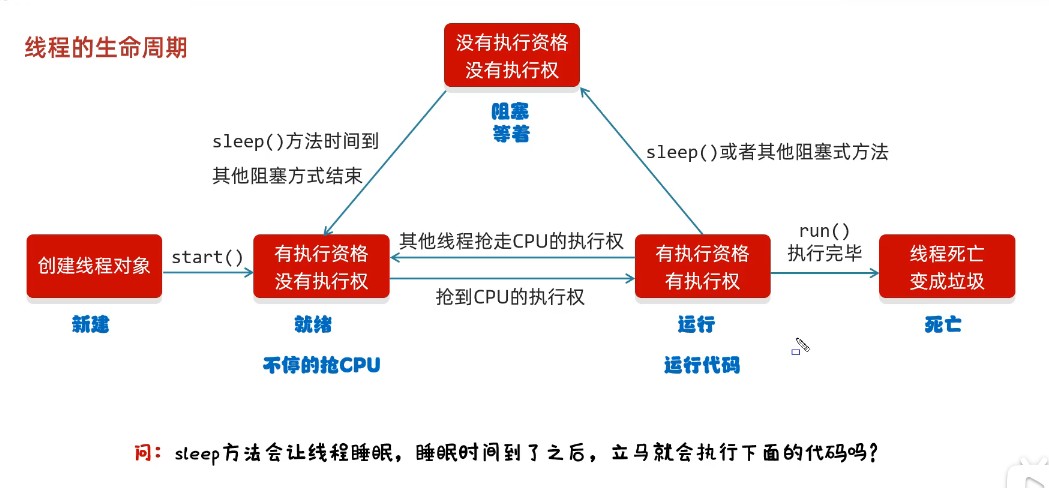 线程的生命周期
没有执行资格
没有执行权
阻塞
等着
sleep()方法时间到
其他阻塞方式结束
sleep()或者其他阻塞式方法
创建线程对象
新建
start()
有执行资格
没有执行权
就绪
不停的抢CPU
其他线程抢走CPU的执行权
抢到CPU的执行权
有执行资格
有执行权
运行
运行代码
run()
执行完毕
线程死亡
变成垃圾
死亡
问：sleep方法会让线程睡眠，睡眠时间到了之后，立马就会执行下面的代码吗？